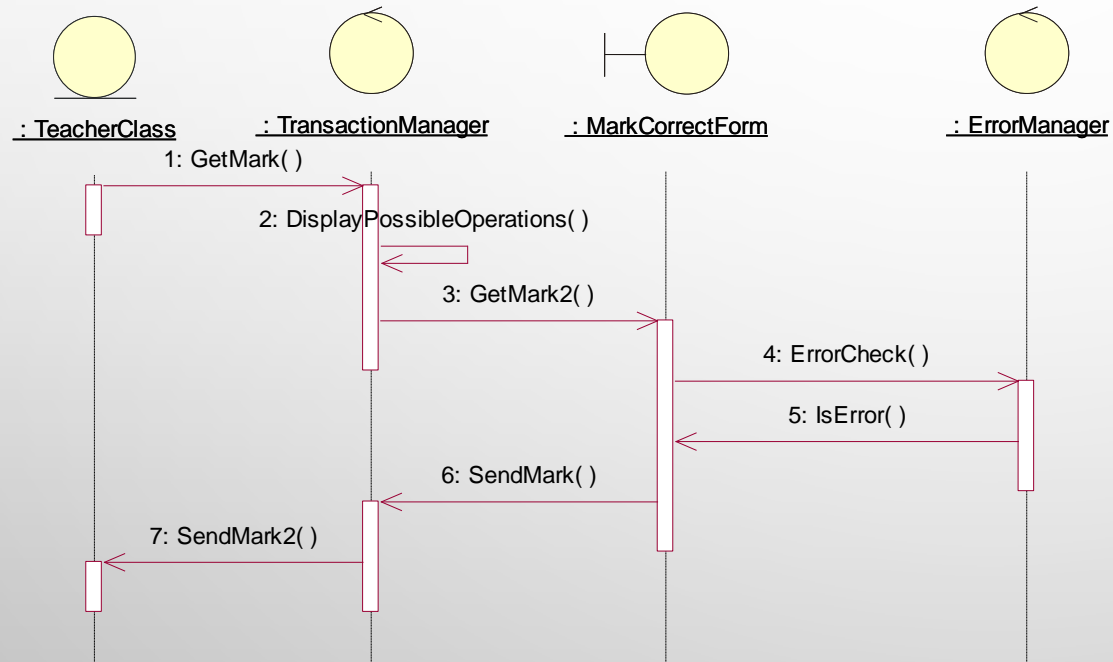 : TeacherClass
: TransactionManager
: MarkCorrectForm
: ErrorManager
1: GetMark( )
2: DisplayPossibleOperations( )
3: GetMark2( )
4: ErrorCheck( )
5: IsError( )
6: SendMark( )
7: SendMark2( )